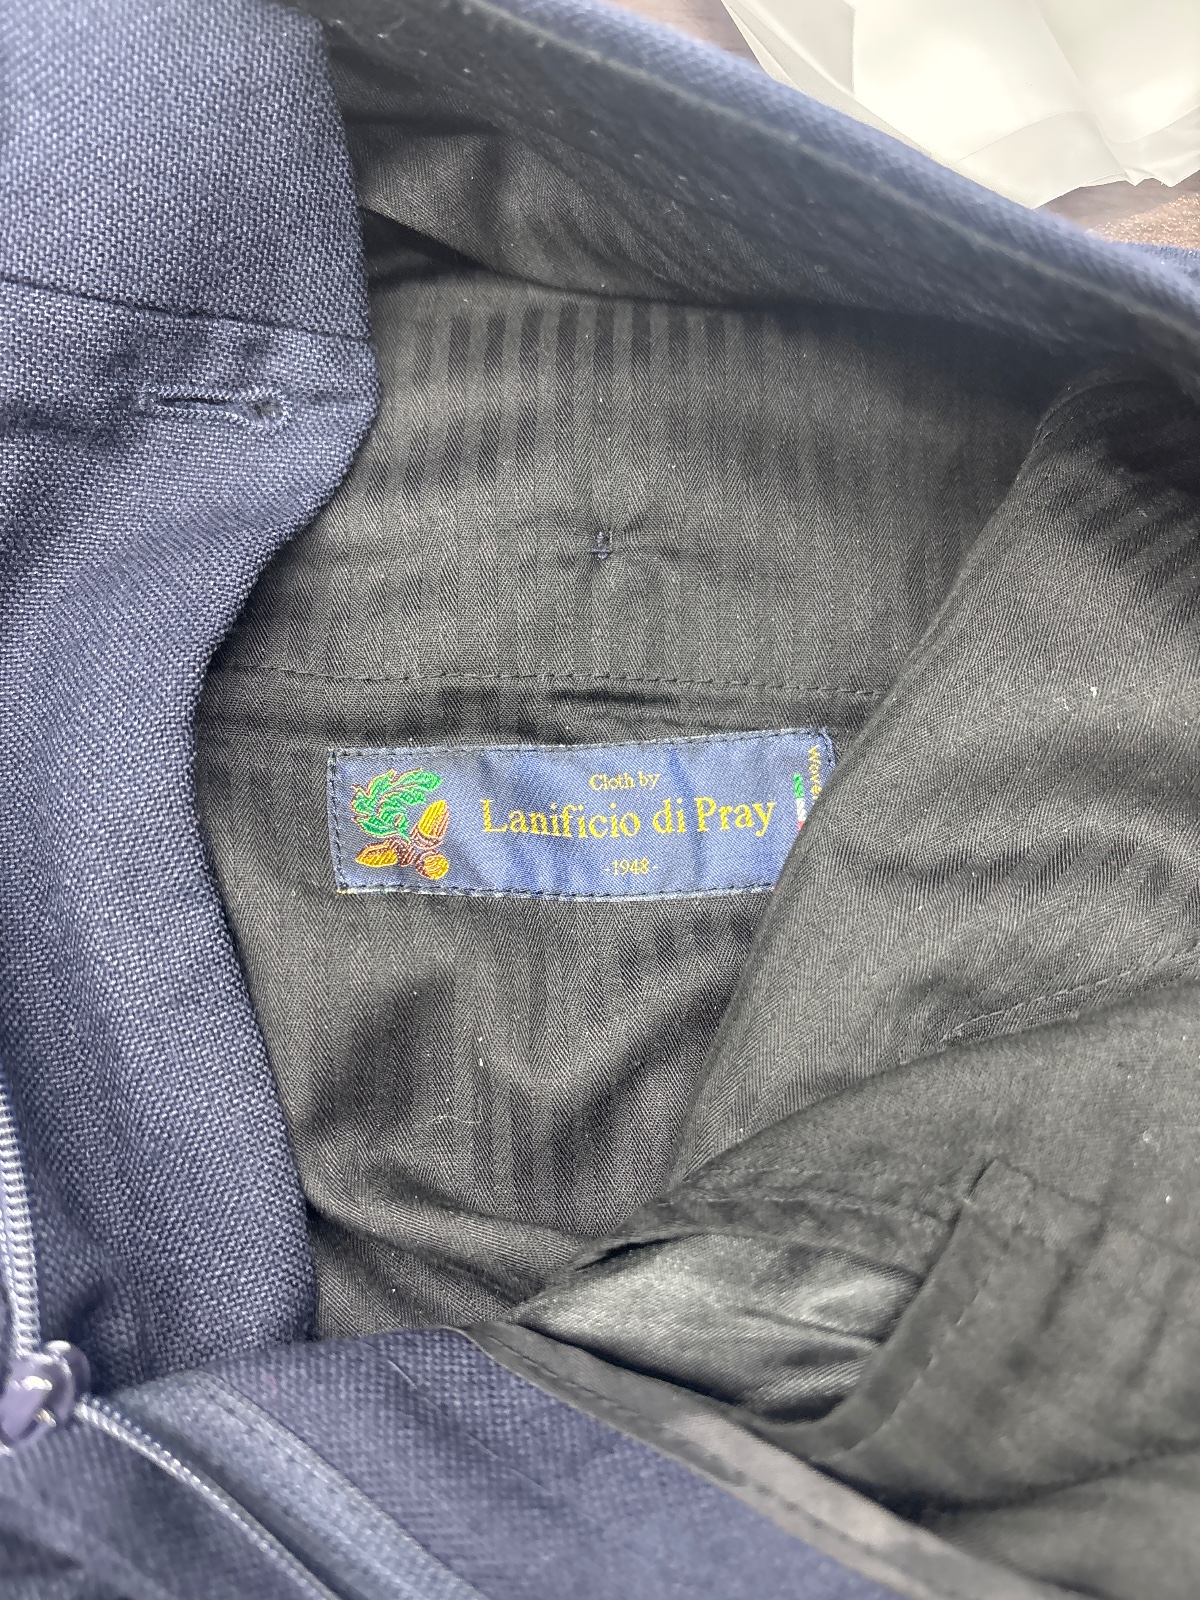 Cloth by
Lanificio di Pray
-1948-